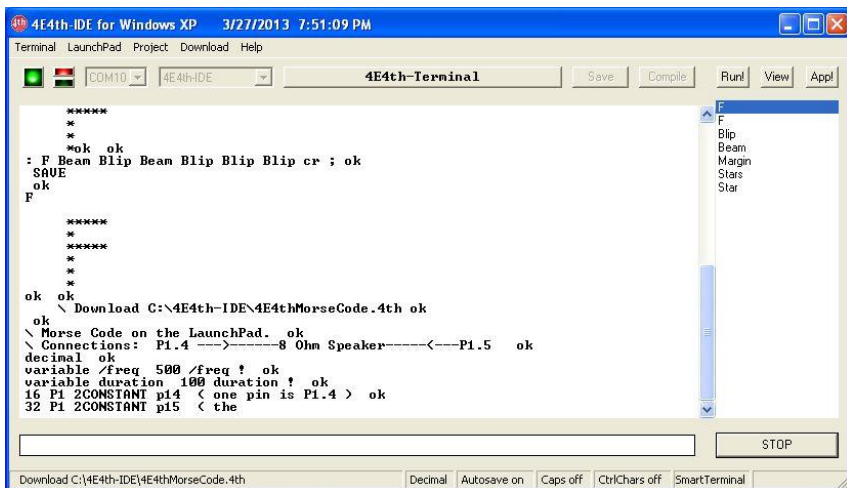 4th 4E4th-IDE for Windows XP 3/27/2013 7:51:09 PM
Terminal LaunchPad Project Download Help
COM10 4E4th-IDE 4E4th-Terminal Save Compile Run! View App!
*****
*
*
*ok ok
: F Beam Blip Beam Blip Blip Blip cr ; ok
SAVE
ok
F
*****
*
*****
*
*
*
ok ok
\ Download C:\4E4th-IDE\4E4thMorseCode.4th ok
ok
\ Morse Code on the LaunchPad. ok
\ Connections: P1.4 --->------8 Ohm Speaker-----<---P1.5 ok
decimal ok
variable /freq 500 /freq ! ok
variable duration 100 duration ! ok
16 P1 2CONSTANT p14 ( one pin is P1.4 ) ok
32 P1 2CONSTANT p15 ( the
F
F
Blip
Beam
Margin
Stars
Star
STOP
Download C:\4E4th-IDE\4E4thMorseCode.4th Decimal Autosave on Caps off CtrlChars off SmartTerminal